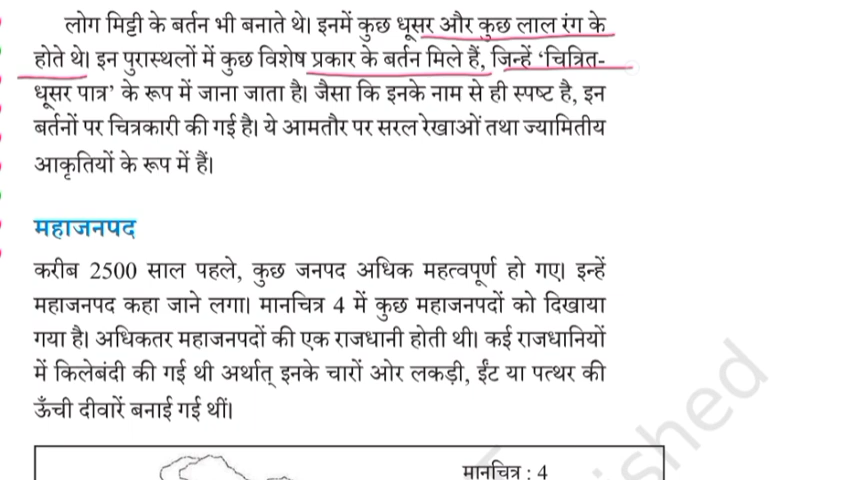 लोग मिट्टी के बर्तन भी बनाते थे। इनमें कुछ धूसर और कुछ लाल रंग के
होते थे। इन पुरास्थलों में कुछ विशेष प्रकार के बर्तन मिले हैं, जिन्हें ‘चित्रित-
धूसर पात्र’ के रूप में जाना जाता है। जैसा कि इनके नाम से ही स्पष्ट है, इन
बर्तनों पर चित्रकारी की गई है। ये आमतौर पर सरल रेखाओं तथा ज्यामितीय
आकृतियों के रूप में हैं।
महाजनपद
करीब 2500 साल पहले, कुछ जनपद अधिक महत्वपूर्ण हो गए। इन्हें
महाजनपद कहा जाने लगा। मानचित्र 4 में कुछ महाजनपदों को दिखाया
गया है। अधिकतर महाजनपदों की एक राजधानी होती थी। कई राजधानियों
में किलेबंदी की गई थी अर्थात् इनके चारों ओर लकड़ी, ईंट या पत्थर की
ऊँची दीवारें बनाई गई थीं।
मानचित्र : 4